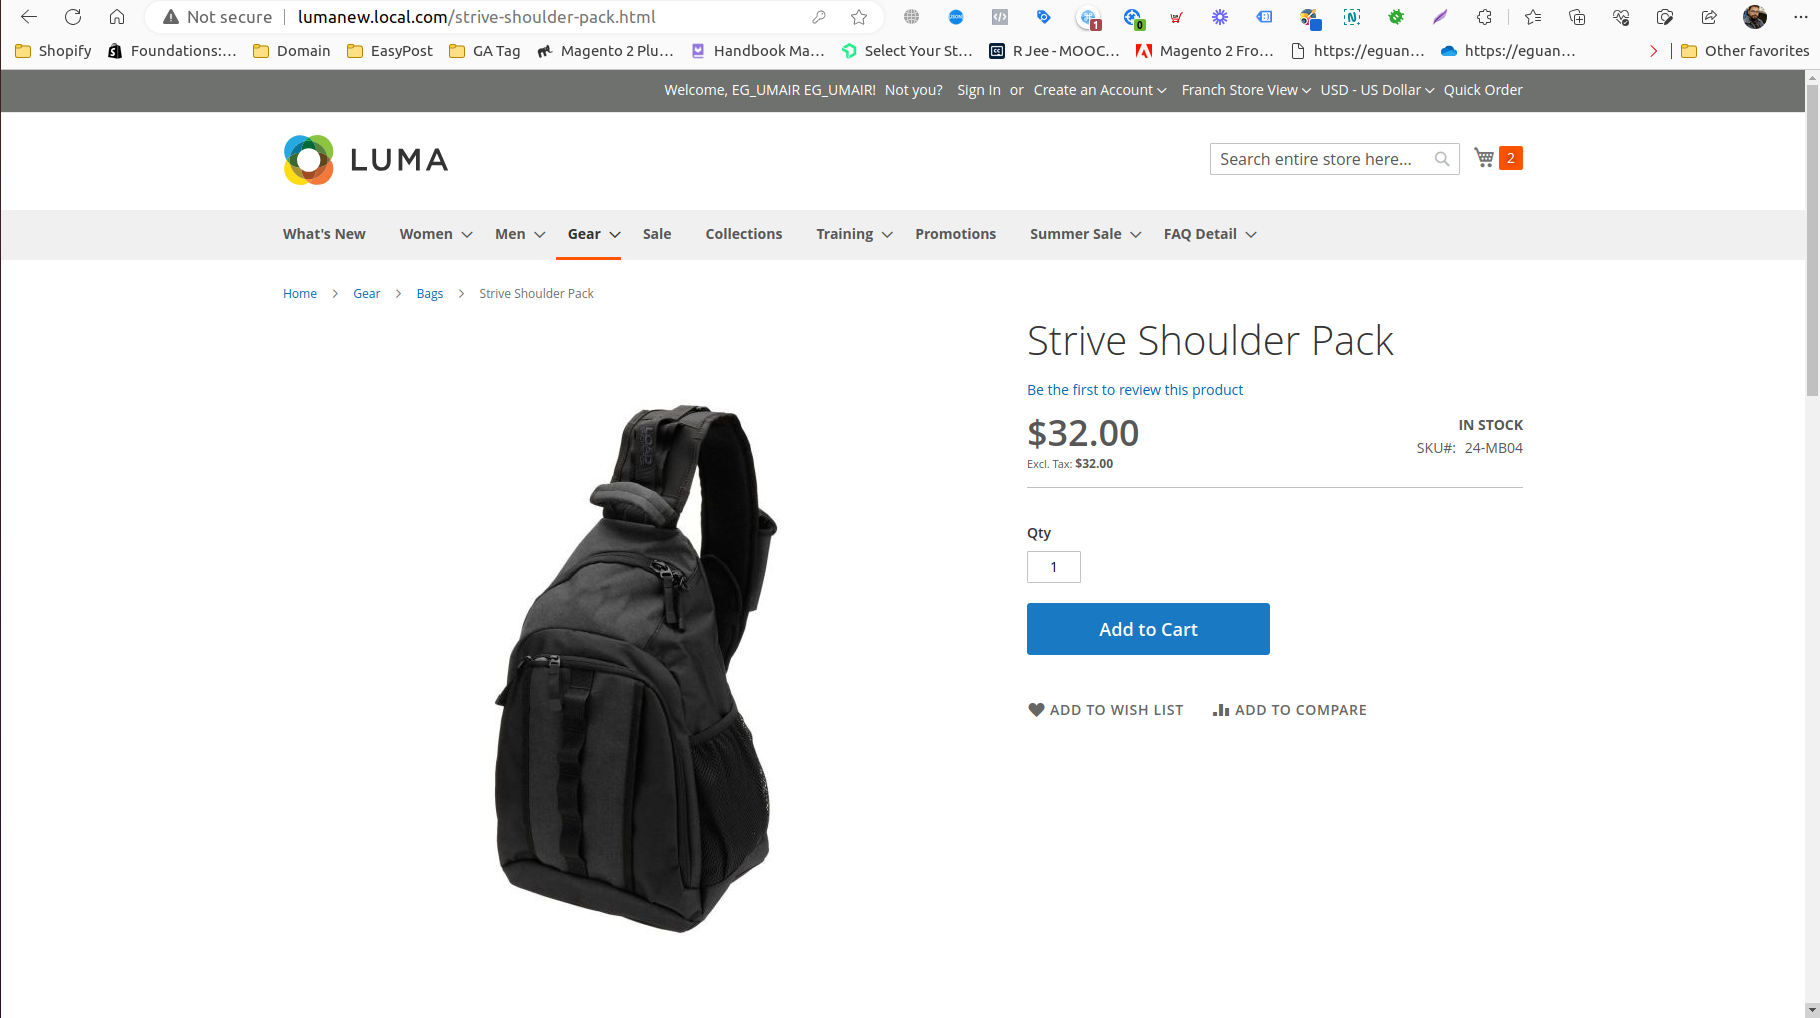 Not secure | lumanew.local.com/strive-shoulder-pack.html
1 0
Shopify Foundations:... Domain EasyPost GA Tag Magento 2 Plu... Handbook Ma... Select Your St... R Jee - MOOC... Magento 2 Fro... https://eguan... https://eguan... Other favorites
Welcome, EG_UMAIR EG_UMAIR! Not you? Sign In or Create an Account Franch Store View USD - US Dollar Quick Order
LUMA
Search entire store here... 2
What's New Women Men Gear Sale Collections Training Promotions Summer Sale FAQ Detail
Home > Gear > Bags > Strive Shoulder Pack
Strive Shoulder Pack
Be the first to review this product
$32.00
IN STOCK
Excl. Tax: $32.00
SKU#: 24-MB04
Qty
1
Add to Cart
ADD TO WISH LIST ADD TO COMPARE